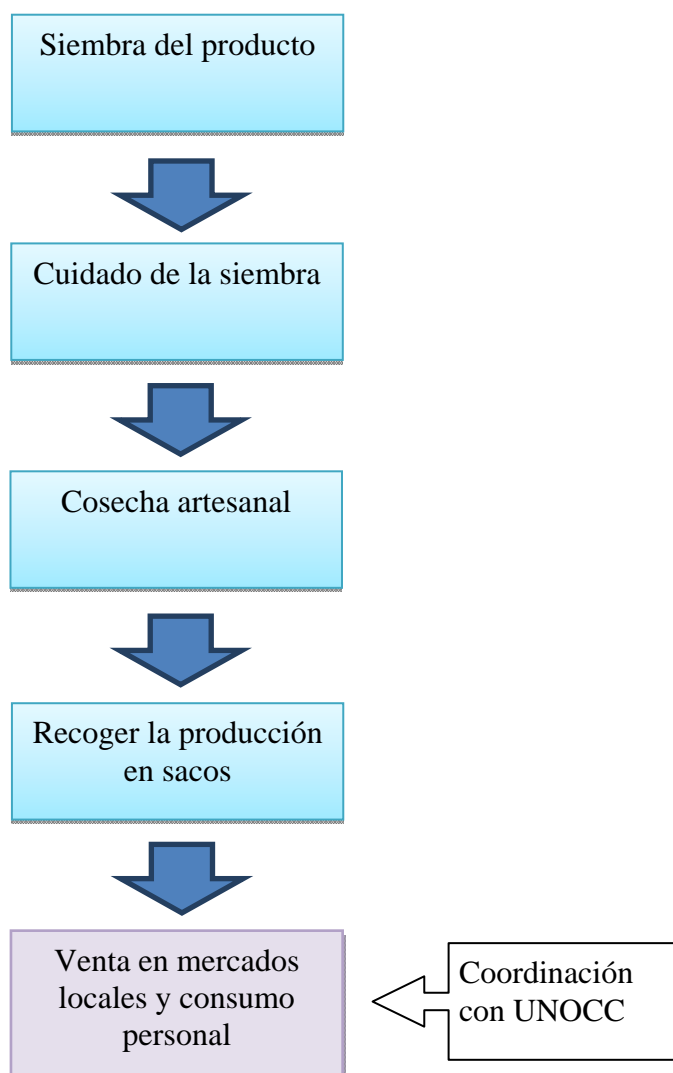 Siembra del producto
Cuidado de la siembra
Cosecha artesanal
Recoger la producción
en sacos
Venta en mercados
locales y consumo
personal
Coordinación
con UNOCC